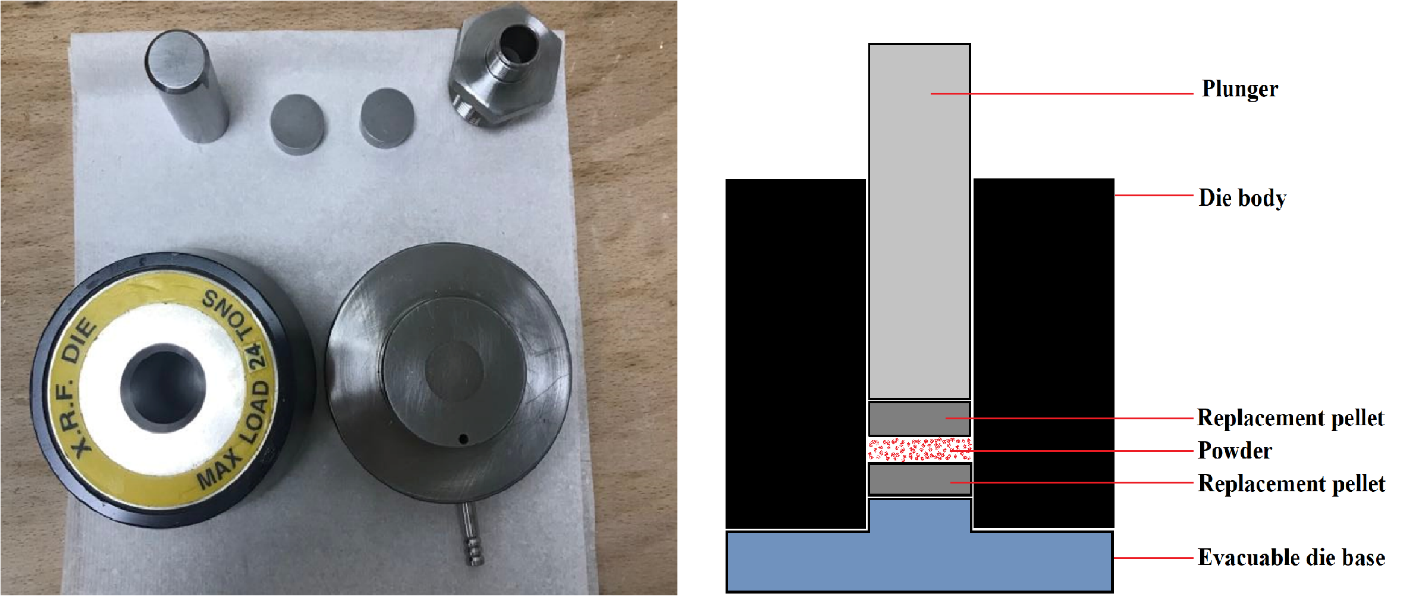 X.R.F. DIE
MAX LOAD 24 TONS
Plunger
Die body
Replacement pellet
Powder
Replacement pellet
Evacuable die base